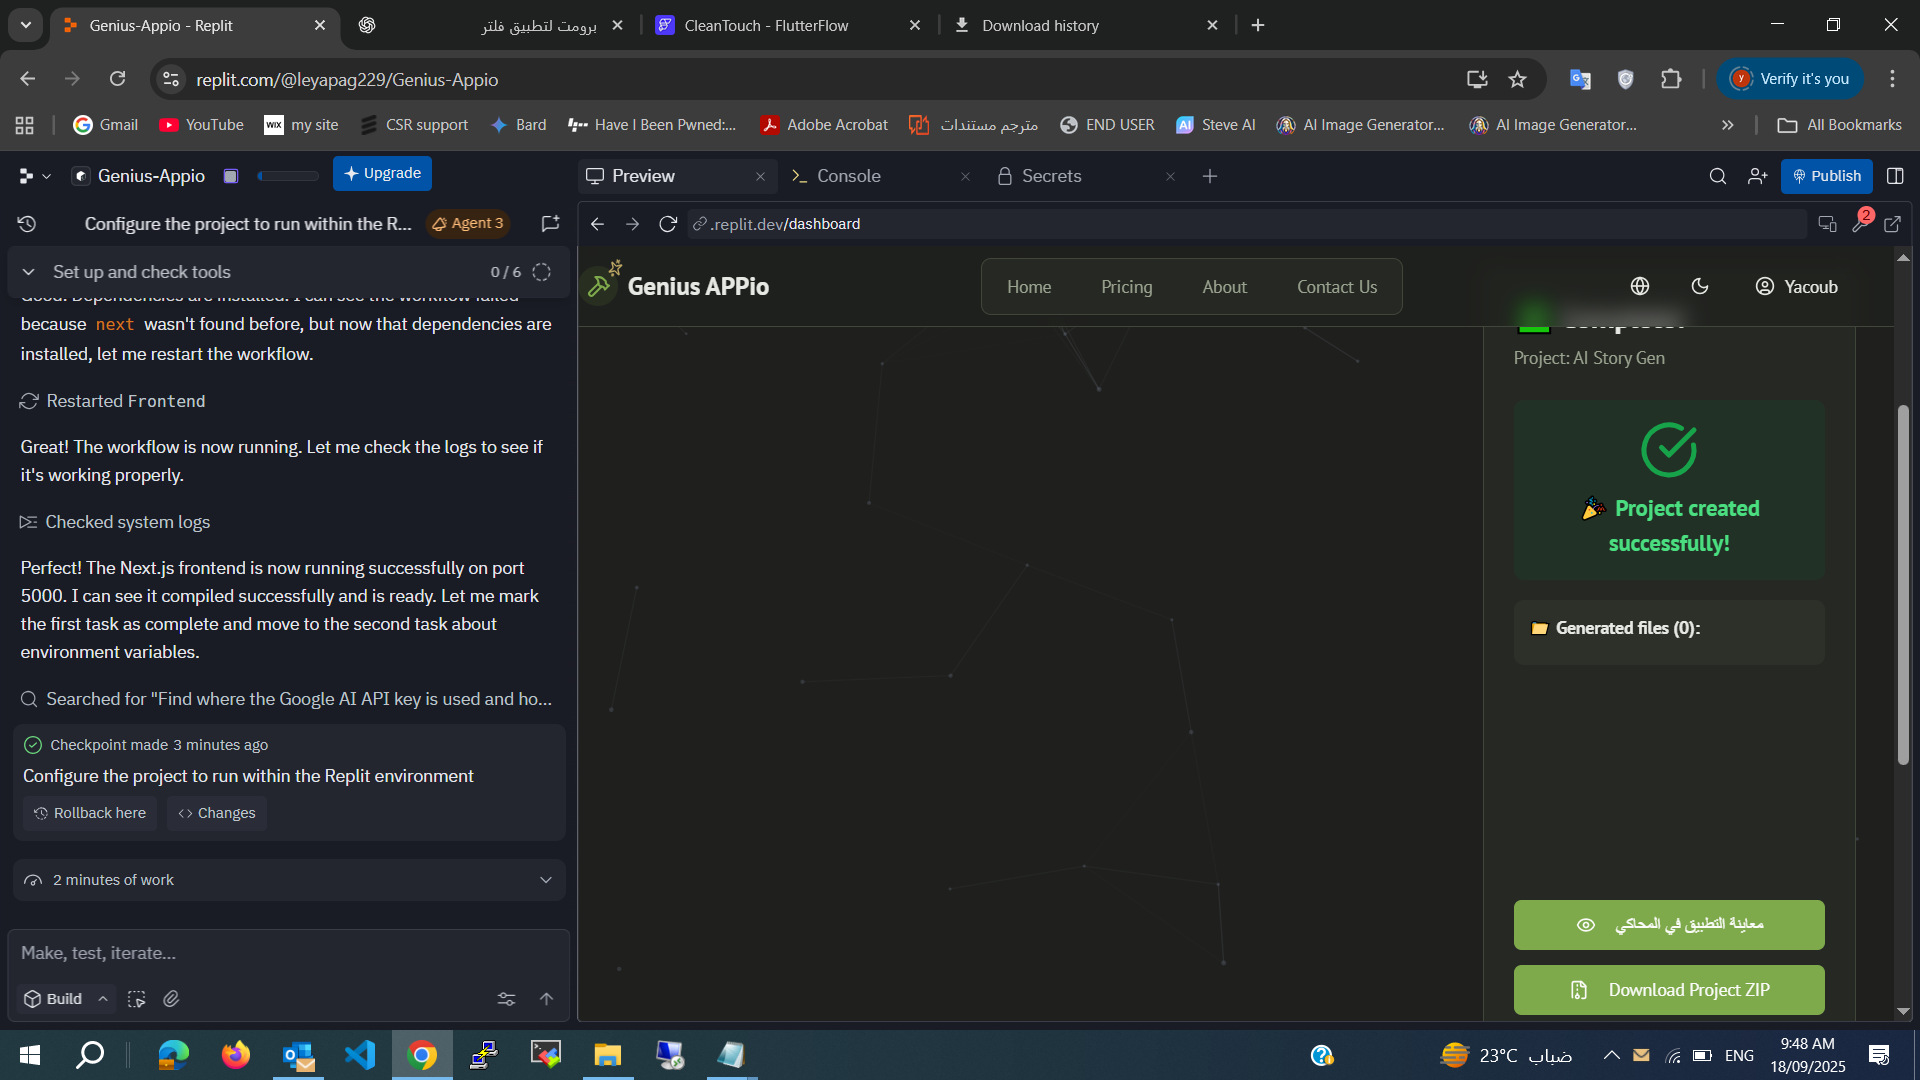 Genius-Appio - Replit
برومت لتطبيق فلتر
CleanTouch - FlutterFlow
Download history
replit.com/@leyapag229/Genius-Appio
Verify it's you
Gmail
YouTube
my site
CSR support
Bard
Have I Been Pwned:...
Adobe Acrobat
مترجم مستندات
END USER
Steve AI
AI Image Generator...
AI Image Generator...
All Bookmarks
Genius-Appio
Upgrade
Preview
Console
Secrets
Publish
Configure the project to run within the R...
Agent 3
.replit.dev/dashboard
2
Set up and check tools
0 / 6
because next wasn't found before, but now that dependencies are
installed, let me restart the workflow.
Restarted Frontend
Great! The workflow is now running. Let me check the logs to see if
it's working properly.
Checked system logs
Perfect! The Next.js frontend is now running successfully on port
5000. I can see it compiled successfully and is ready. Let me mark
the first task as complete and move to the second task about
environment variables.
Searched for "Find where the Google AI API key is used and ho...
Checkpoint made 3 minutes ago
Configure the project to run within the Replit environment
Rollback here
Changes
2 minutes of work
Make, test, iterate...
Build
Genius APPio
Home
Pricing
About
Contact Us
Yacoub
Project: AI Story Gen
🎉 Project created
successfully!
📁 Generated files (0):
معاينة التطبيق في المحاكي
Download Project ZIP
23°C ضباب
ENG
9:48 AM
18/09/2025